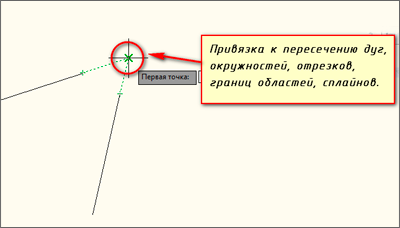 Привязка к пересечению дуг,
окружностей, отрезков,
границ областей, сплайнов.
Первая точка: